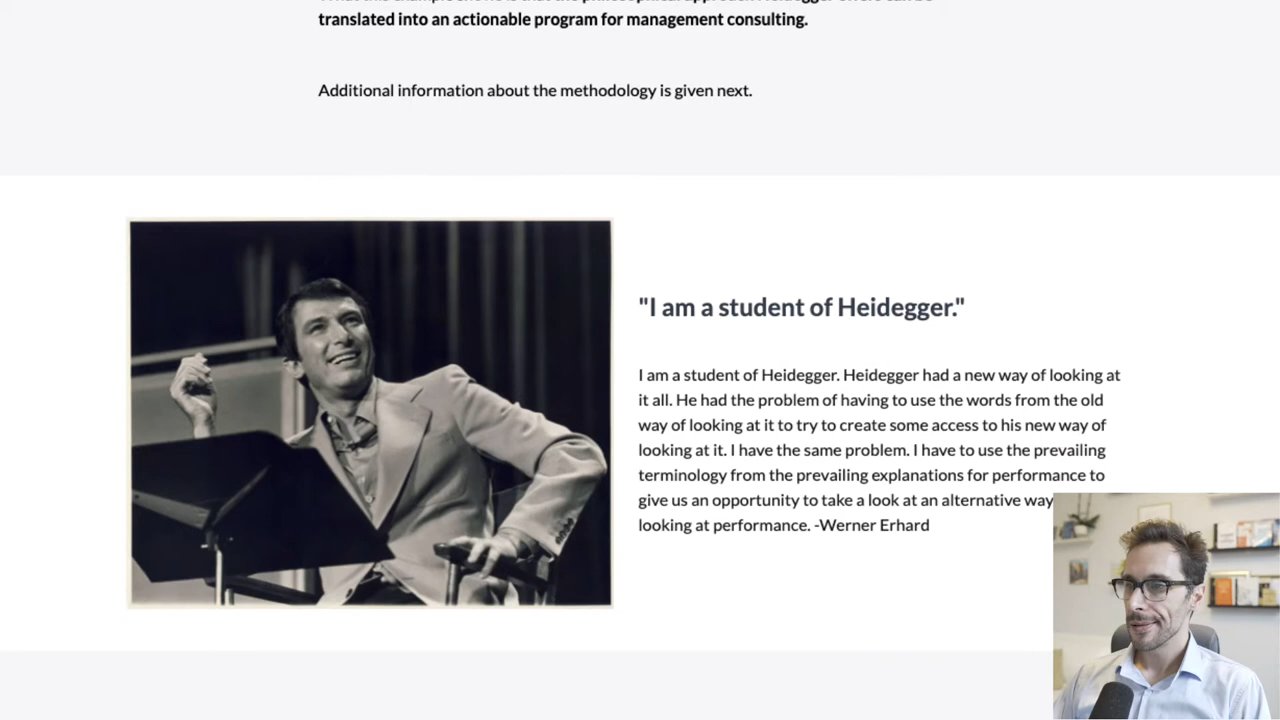 translated into an actionable program for management consulting.
Additional information about the methodology is given next.
"I am a student of Heidegger."
I am a student of Heidegger. Heidegger had a new way of looking at
it all. He had the problem of having to use the words from the old
way of looking at it to try to create some access to his new way of
looking at it. I have the same problem. I have to use the prevailing
terminology from the prevailing explanations for performance to
give us an opportunity to take a look at an alternative way
looking at performance. -Werner Erhard